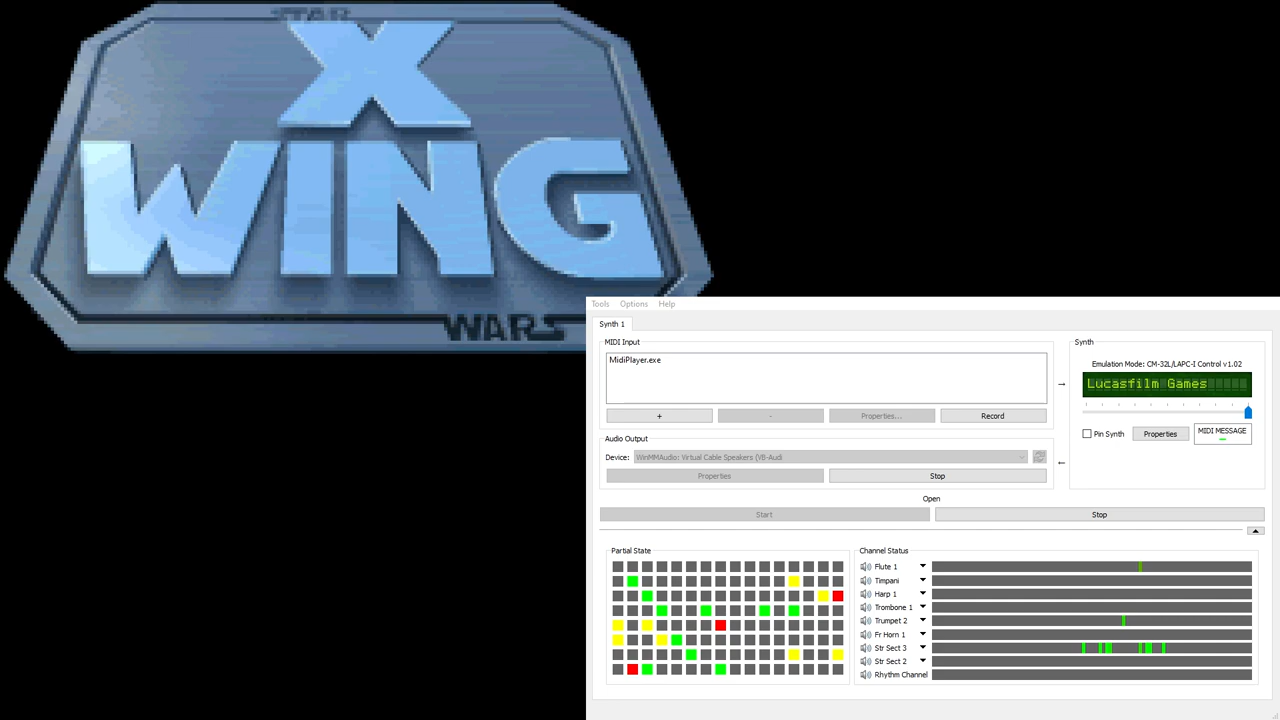 STAR
X
WING
WARS
Tools Options Help
Synth 1
MIDI Input
MidiPlayer.exe
+ - Properties... Record
Synth
Emulation Mode: CM-32L/LAPC-I Control v1.02
Lucasfilm Games
Pin Synth Properties MIDI MESSAGE
Audio Output
Device: WinMMAudio: Virtual Cable Speakers (VB-Audi
Properties Stop
Open
Start Stop
Partial State
Channel Status
Flute 1
Timpani
Harp 1
Trombone 1
Trumpet 2
Fr Horn 1
Str Sect 3
Str Sect 2
Rhythm Channel